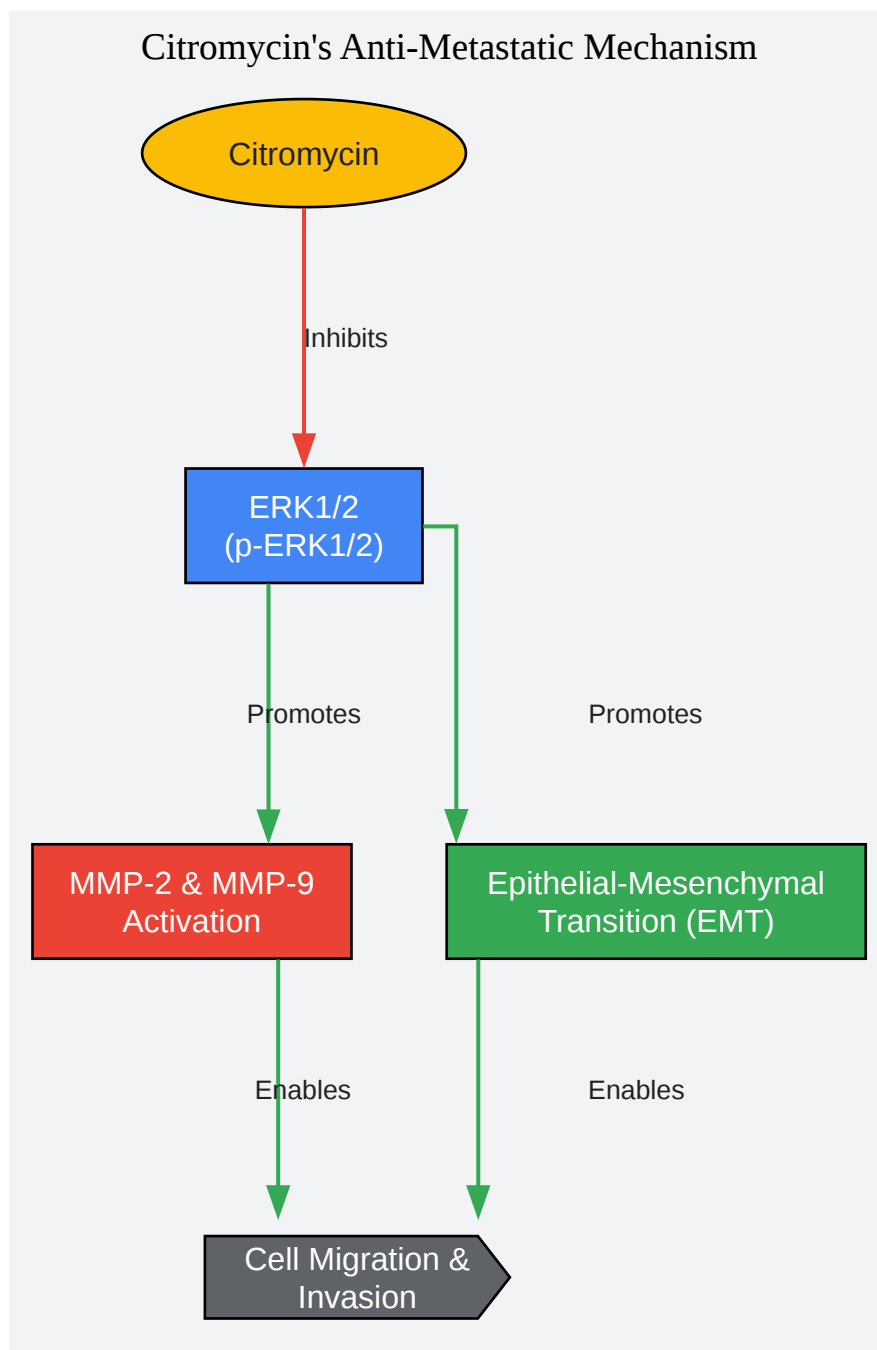 Citromycin's Anti-Metastatic Mechanism
Citromycin
Inhibits
ERK1/2
(p-ERK1/2)
Promotes
Promotes
MMP-2 & MMP-9
Activation
Epithelial-Mesenchymal
Transition (EMT)
Enables
Enables
Cell Migration &
Invasion